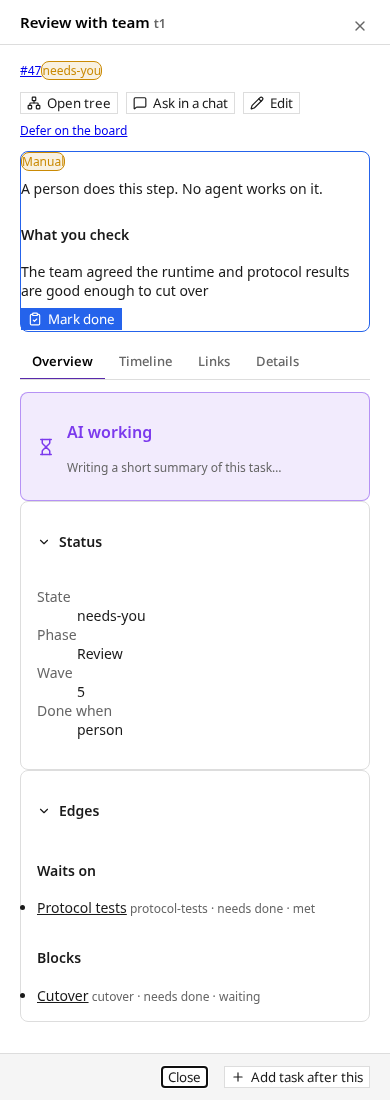 Review with team t1
#47 needs-you
Open tree Ask in a chat Edit
Defer on the board
Manual
A person does this step. No agent works on it.
What you check
The team agreed the runtime and protocol results
are good enough to cut over
Mark done
Overview Timeline Links Details
AI working
Writing a short summary of this task...
Status
State
needs-you
Phase
Review
Wave
5
Done when
person
Edges
Waits on
Protocol tests protocol-tests · needs done · met
Blocks
Cutover cutover · needs done · waiting
Close Add task after this